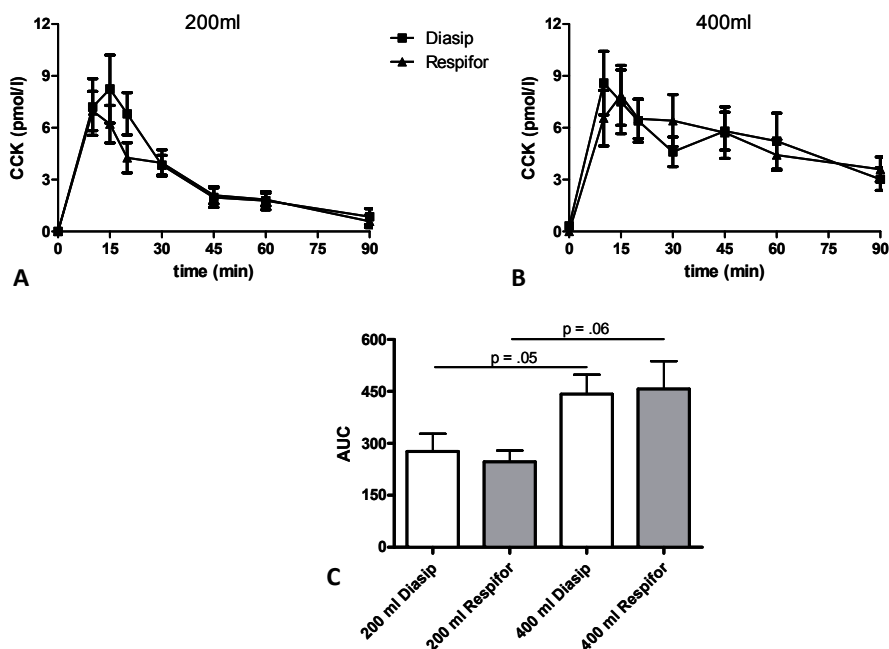 200ml
CCK (pmol/l)
12
9
6
3
0
0 15 30 45 60 75 90
time (min)
A
Diasip
Respifor
400ml
CCK (pmol/l)
12
9
6
3
0
0 15 30 45 60 75 90
time (min)
B
AUC
600
450
300
150
0
p = .06
p = .05
200 ml Diasip
200 ml Respifor
400 ml Diasip
400 ml Respifor
C